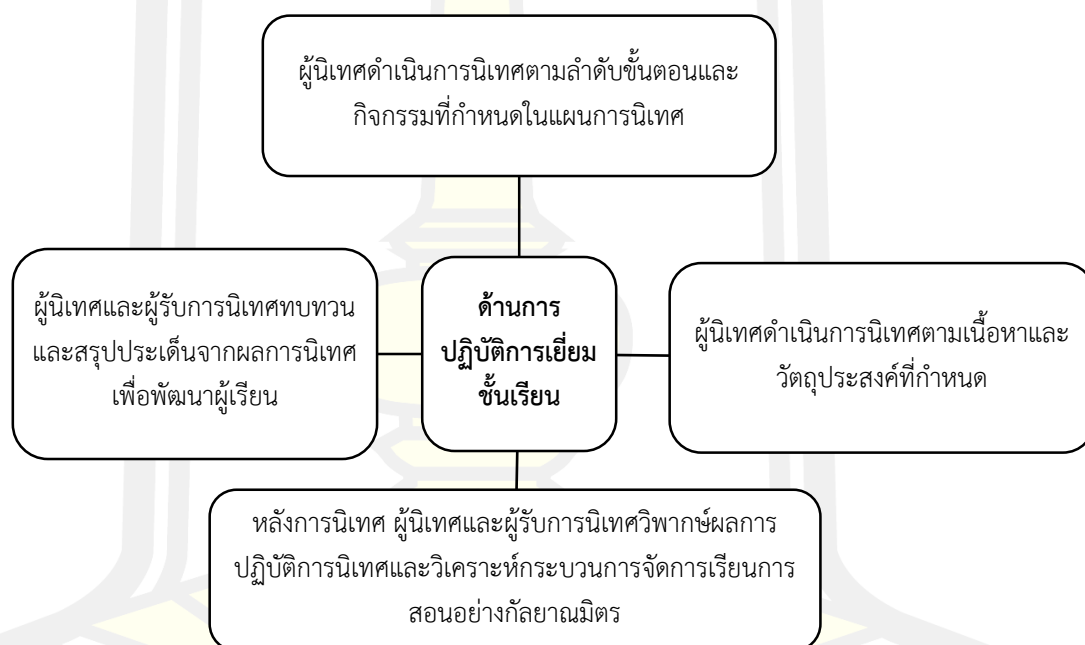 ผู้นิเทศดำเนินการนิเทศตามลำดับขั้นตอนและ
กิจกรรมที่กำหนดในแผนการนิเทศ
ผู้นิเทศและผู้รับการนิเทศทบทวน
และสรุปประเด็นจากผลการนิเทศ
เพื่อพัฒนาผู้เรียน
ด้านการ
ปฏิบัติการเยี่ยม
ชั้นเรียน
ผู้นิเทศดำเนินการนิเทศตามเนื้อหาและ
วัตถุประสงค์ที่กำหนด
หลังการนิเทศ ผู้นิเทศและผู้รับการนิเทศวิพากษ์ผลการ
ปฏิบัติการนิเทศและวิเคราะห์กระบวนการจัดการเรียนการ
สอนอย่างกัลยาณมิตร